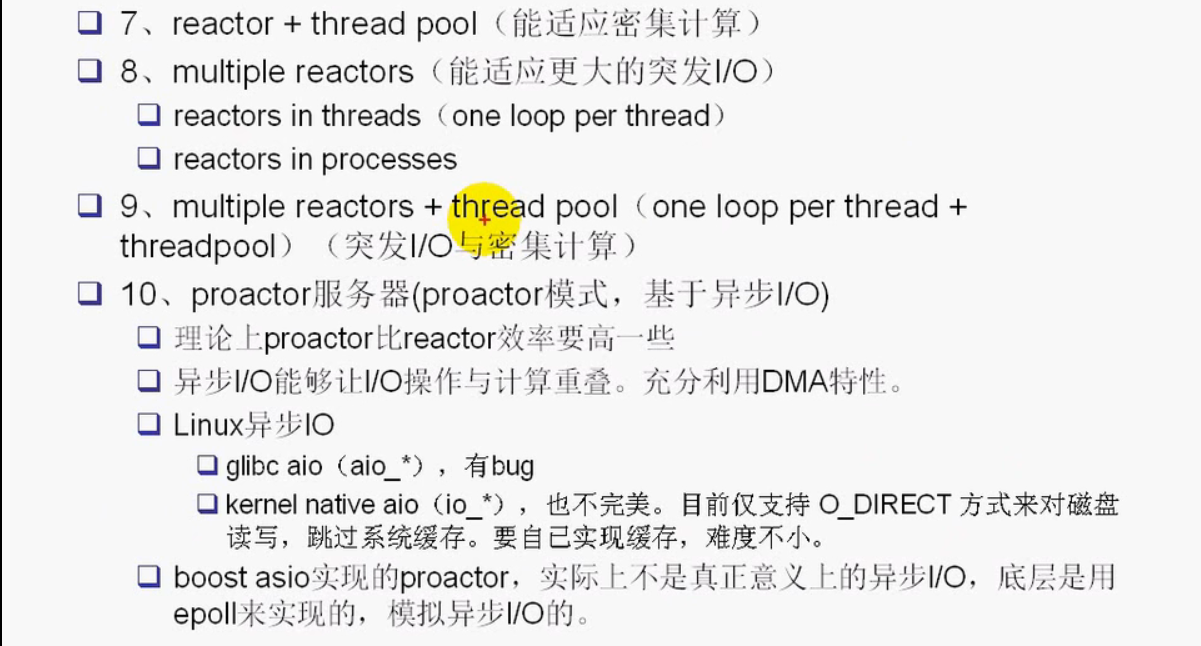 7、reactor + thread pool（能适应密集计算）
8、multiple reactors（能适应更大的突发I/O）
reactors in threads（one loop per thread）
reactors in processes
9、multiple reactors + thread pool（one loop per thread +
threadpool）（突发I/O与密集计算）
10、proactor服务器(proactor模式，基于异步I/O)
理论上proactor比reactor效率要高一些
异步I/O能够让I/O操作与计算重叠。充分利用DMA特性。
Linux异步IO
glibc aio（aio_*），有bug
kernel native aio（io_*），也不完美。目前仅支持 O_DIRECT 方式来对磁盘
读写，跳过系统缓存。要自已实现缓存，难度不小。
boost asio实现的proactor，实际上不是真正意义上的异步I/O，底层是用
epoll来实现的，模拟异步I/O的。